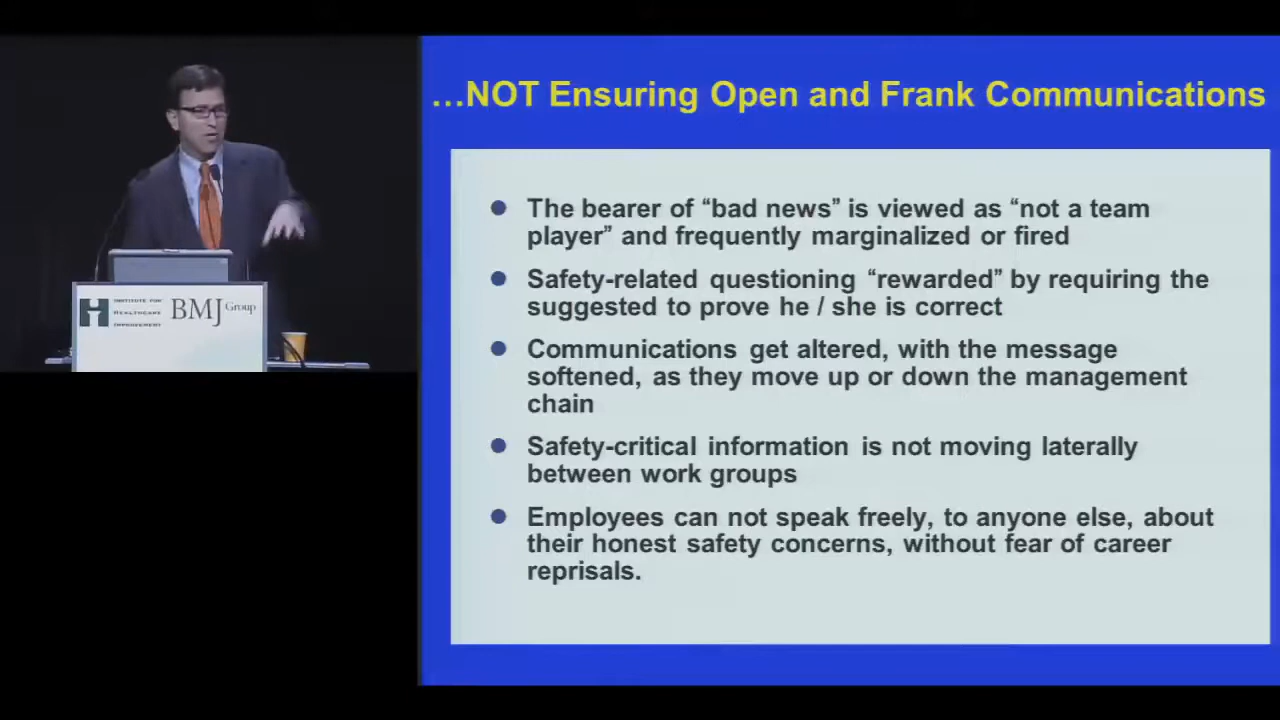 …NOT Ensuring Open and Frank Communications
The bearer of “bad news” is viewed as “not a team
player” and frequently marginalized or fired
Safety-related questioning “rewarded” by requiring the
suggested to prove he / she is correct
Communications get altered, with the message
softened, as they move up or down the management
chain
Safety-critical information is not moving laterally
between work groups
Employees can not speak freely, to anyone else, about
their honest safety concerns, without fear of career
reprisals.
INSTITUTE FOR
HEALTHCARE
IMPROVEMENT
BMJ Group